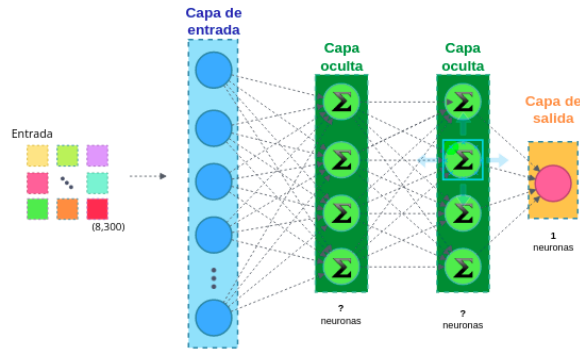 Capa de
entrada
Capa
oculta
Capa
oculta
Capa de
salida
Entrada
(8,300)
Σ
Σ
Σ
Σ
Σ
Σ
Σ
Σ
?
neuronas
?
neuronas
1
neuronas